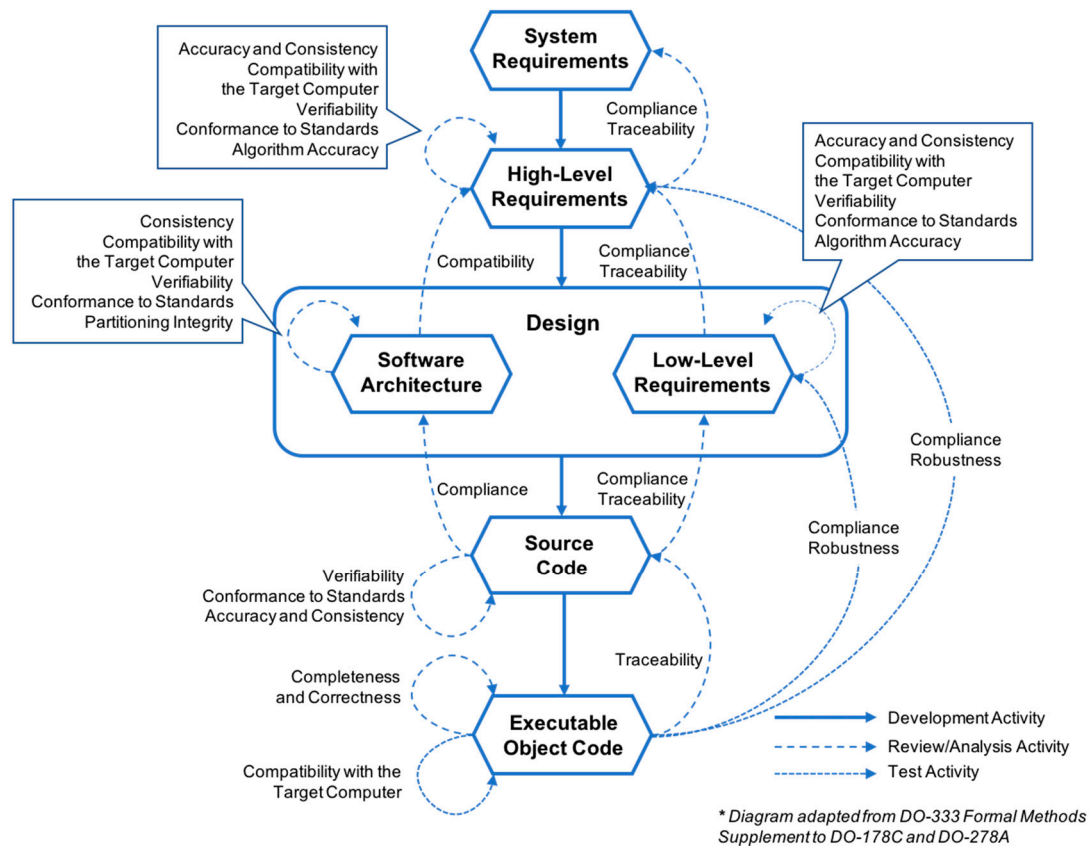 System
Requirements
Accuracy and Consistency
Compatibility with
the Target Computer
Verifiability
Conformance to Standards
Algorithm Accuracy
Compliance
Traceability
Accuracy and Consistency
Compatibility with
the Target Computer
Verifiability
Conformance to Standards
Algorithm Accuracy
High-Level
Requirements
Consistency
Compatibility with
the Target Computer
Verifiability
Conformance to Standards
Partitioning Integrity
Compatibility
Compliance
Traceability
Design
Software
Architecture
Low-Level
Requirements
Compliance
Robustness
Compliance
Compliance
Traceability
Compliance
Robustness
Source
Code
Verifiability
Conformance to Standards
Accuracy and Consistency
Traceability
Completeness
and Correctness
Executable
Object Code
Compatibility with the
Target Computer
Development Activity
Review/Analysis Activity
Test Activity
* Diagram adapted from DO-333 Formal Methods
Supplement to DO-178C and DO-278A